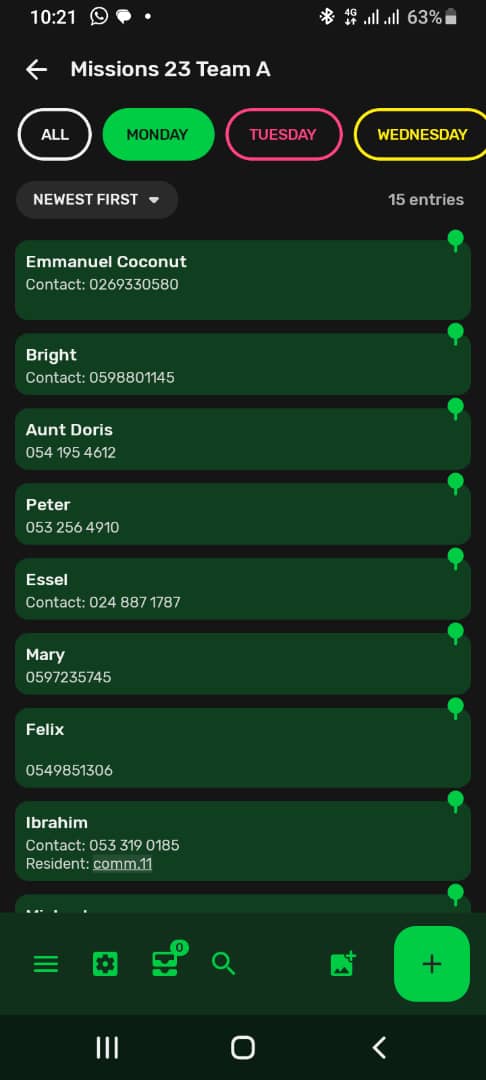 10:21
4G
63%
Missions 23 Team A
ALL
MONDAY
TUESDAY
WEDNESDAY
NEWEST FIRST
15 entries
Emmanuel Coconut
Contact: 0269330580
Bright
Contact: 0598801145
Aunt Doris
054 195 4612
Peter
053 256 4910
Essel
Contact: 024 887 1787
Mary
0597235745
Felix
0549851306
Ibrahim
Contact: 053 319 0185
Resident: comm.11
0